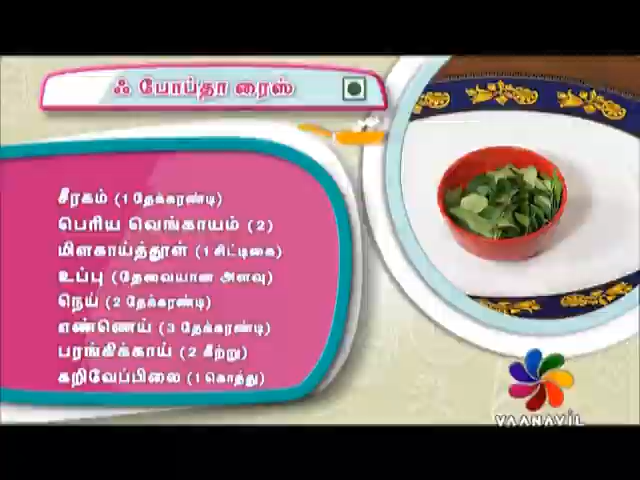 ஃ போப்தா ரைஸ்
சீரகம் (1 தேக்கரண்டி)
பெரிய வெங்காயம் (2)
மிளகாய்த்தூள் (1 சிட்டிகை)
உப்பு (தேவையான அளவு)
நெய் (2 தேக்கரண்டி)
எண்ணெய் (3 தேக்கரண்டி)
பரங்கிக்காய் (2 கீற்று)
கறிவேப்பிலை (1 கொத்து)
VAANAVIL